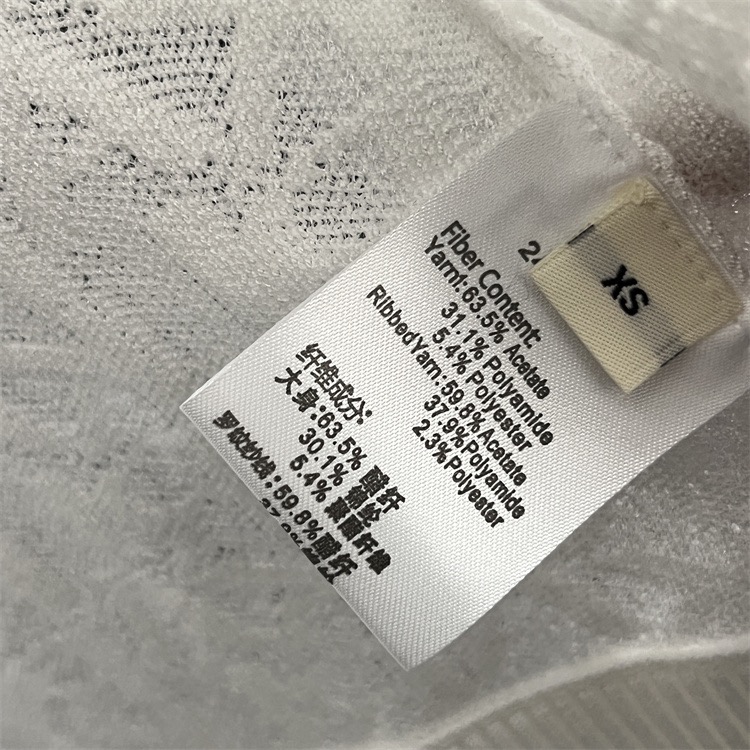 XS
Fiber Content:
Yarn1:63.5% Acetate
31.1% Polyamide
5.4% Polyester
RibbedYarn:59.8%Acetate
37.9%Polyamide
2.3%Polyester
纤维成分:
大身:63.5% 醋纤
30.1% 锦纶
5.4% 聚酯纤维
罗纹纱线:59.8%醋纤